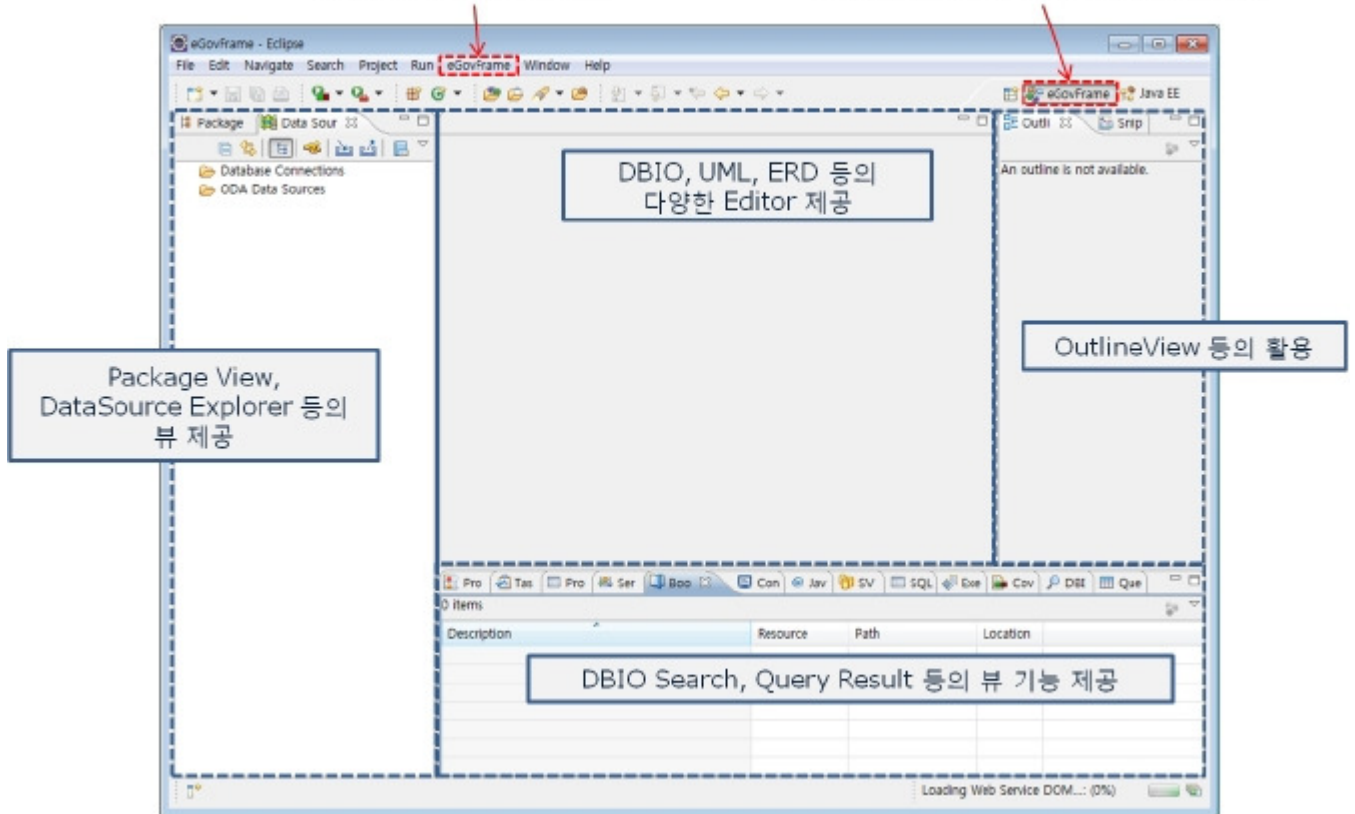 eGovFrame - Eclipse
File Edit Navigate Search Project Run eGovFrame Window Help
eGovFrame Java EE
Package Data Sour
Outli Snip
Database Connections
ODA Data Sources
An outline is not available.
DBIO, UML, ERD 등의
다양한 Editor 제공
OutlineView 등의 활용
Package View,
DataSource Explorer 등의
뷰 제공
Pro Tas Pro Ser Boo Con Jav SV SQL Exe Cov DBI Que
0 items
Description Resource Path Location
DBIO Search, Query Result 등의 뷰 기능 제공
Loading Web Service DOM...: (0%)